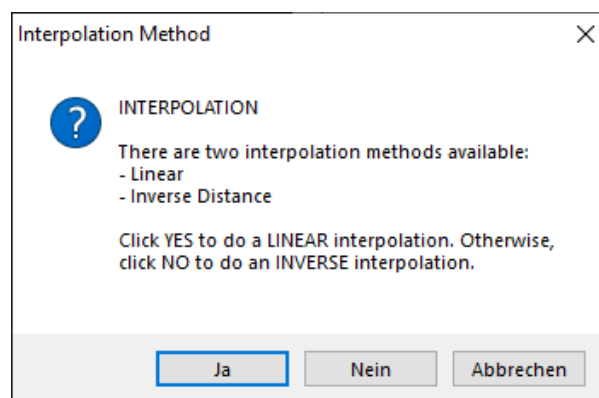 Interpolation Method
?
INTERPOLATION
There are two interpolation methods available:
- Linear
- Inverse Distance
Click YES to do a LINEAR interpolation. Otherwise,
click NO to do an INVERSE interpolation.
Ja Nein Abbrechen